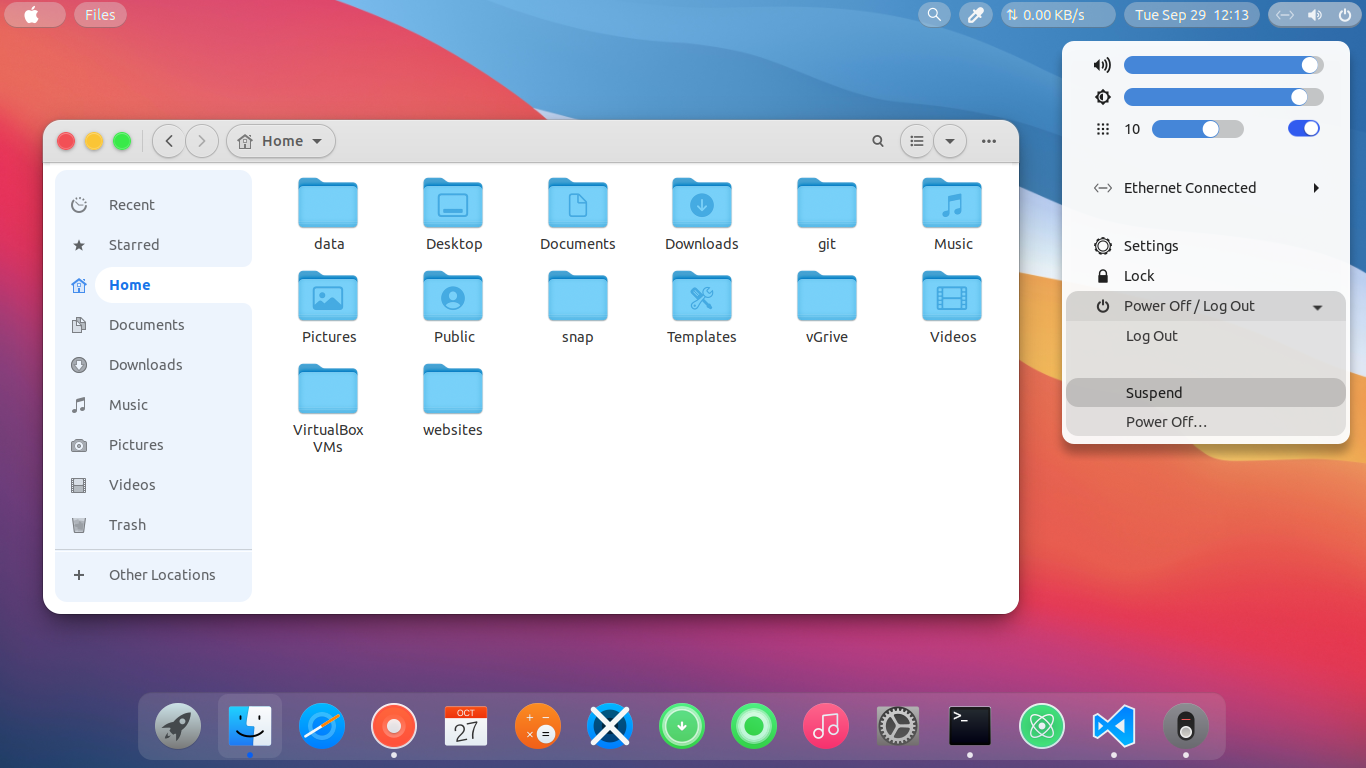 Files
0.00 KB/s
Tue Sep 29 12:13
Home
Recent
Starred
Home
Documents
Downloads
Music
Pictures
Videos
Trash
Other Locations
data
Desktop
Documents
Downloads
git
Music
Pictures
Public
snap
Templates
vGrive
Videos
VirtualBox
VMs
websites
10
Ethernet Connected
Settings
Lock
Power Off / Log Out
Log Out
Suspend
Power Off...
OCT
27
+ −
× =
>_